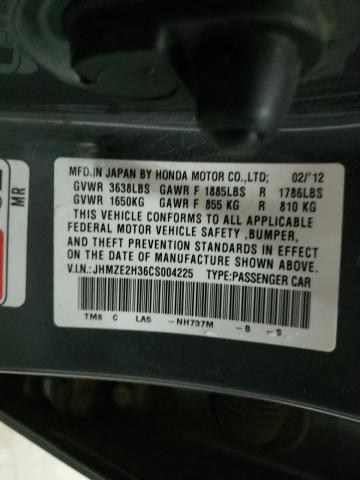 MFD.IN JAPAN BY HONDA MOTOR CO.,LTD; 02/'12
GVWR 3638LBS GAWR F 1885LBS R 1786LBS
GVWR 1650KG GAWR F 855 KG R 810 KG
THIS VEHICLE CONFORMS TO ALL APPLICABLE
FEDERAL MOTOR VEHICLE SAFETY ,BUMPER,
AND THEFT PREVENTION STANDARDS IN EFFECT
ON THE DATE OF MANUFACTURE SHOWN ABOVE.
V.I.N.: JHMZE2H36CS004225 TYPE:PASSENGER CAR
TM8 C LA5 -NH737M -B -S
MR